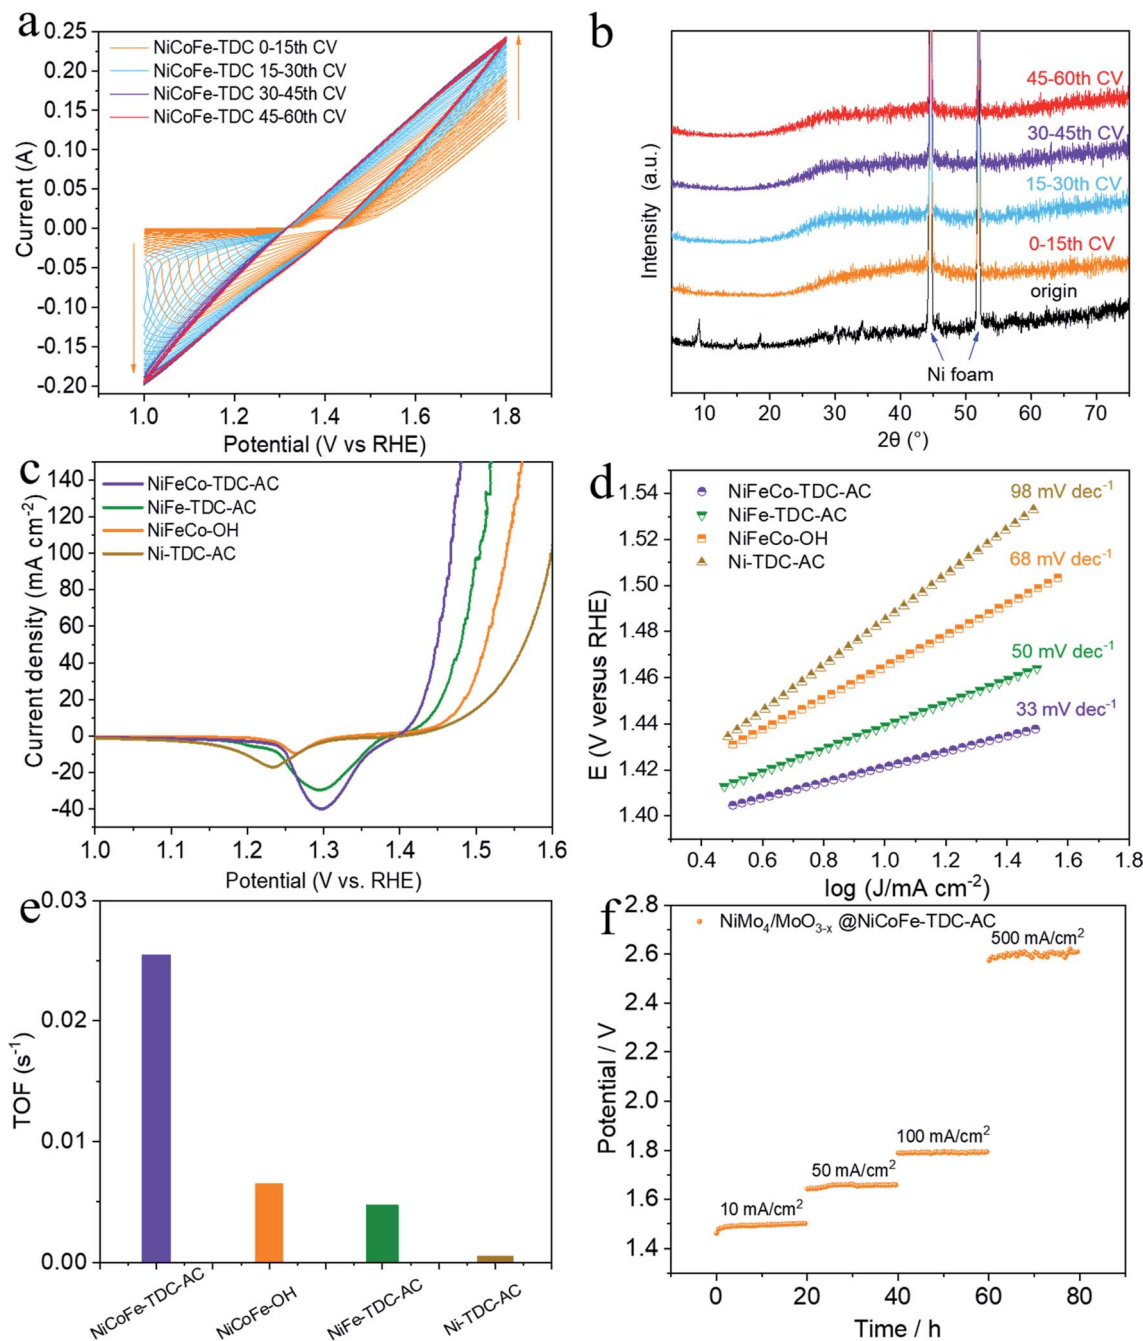 a
0.25
0.20
0.15
0.10
0.05
0.00
-0.05
-0.10
-0.15
-0.20
Current (A)
NiCoFe-TDC 0-15th CV
NiCoFe-TDC 15-30th CV
NiCoFe-TDC 30-45th CV
NiCoFe-TDC 45-60th CV
1.0 1.2 1.4 1.6 1.8
Potential (V vs RHE)
b
Intensity (a.u.)
45-60th CV
30-45th CV
15-30th CV
0-15th CV
origin
Ni foam
10 20 30 40 50 60 70
2θ (°)
c
140
120
100
80
60
40
20
0
-20
-40
Current density (mA cm⁻²)
NiFeCo-TDC-AC
NiFe-TDC-AC
NiFeCo-OH
Ni-TDC-AC
1.0 1.1 1.2 1.3 1.4 1.5 1.6
Potential (V vs. RHE)
d
1.54
1.52
1.50
1.48
1.46
1.44
1.42
1.40
E (V versus RHE)
NiFeCo-TDC-AC
NiFe-TDC-AC
NiFeCo-OH
Ni-TDC-AC
98 mV dec⁻¹
68 mV dec⁻¹
50 mV dec⁻¹
33 mV dec⁻¹
0.4 0.6 0.8 1.0 1.2 1.4 1.6 1.8
log (J/mA cm⁻²)
e
0.03
0.02
0.01
0.00
TOF (s⁻¹)
NiCoFe-TDC-AC
NiCoFe-OH
NiFe-TDC-AC
Ni-TDC-AC
f
2.8
2.6
2.4
2.2
2.0
1.8
1.6
1.4
Potential / V
NiMo₄/MoO₃₋ₓ @NiCoFe-TDC-AC
500 mA/cm²
100 mA/cm²
50 mA/cm²
10 mA/cm²
0 20 40 60 80
Time / h